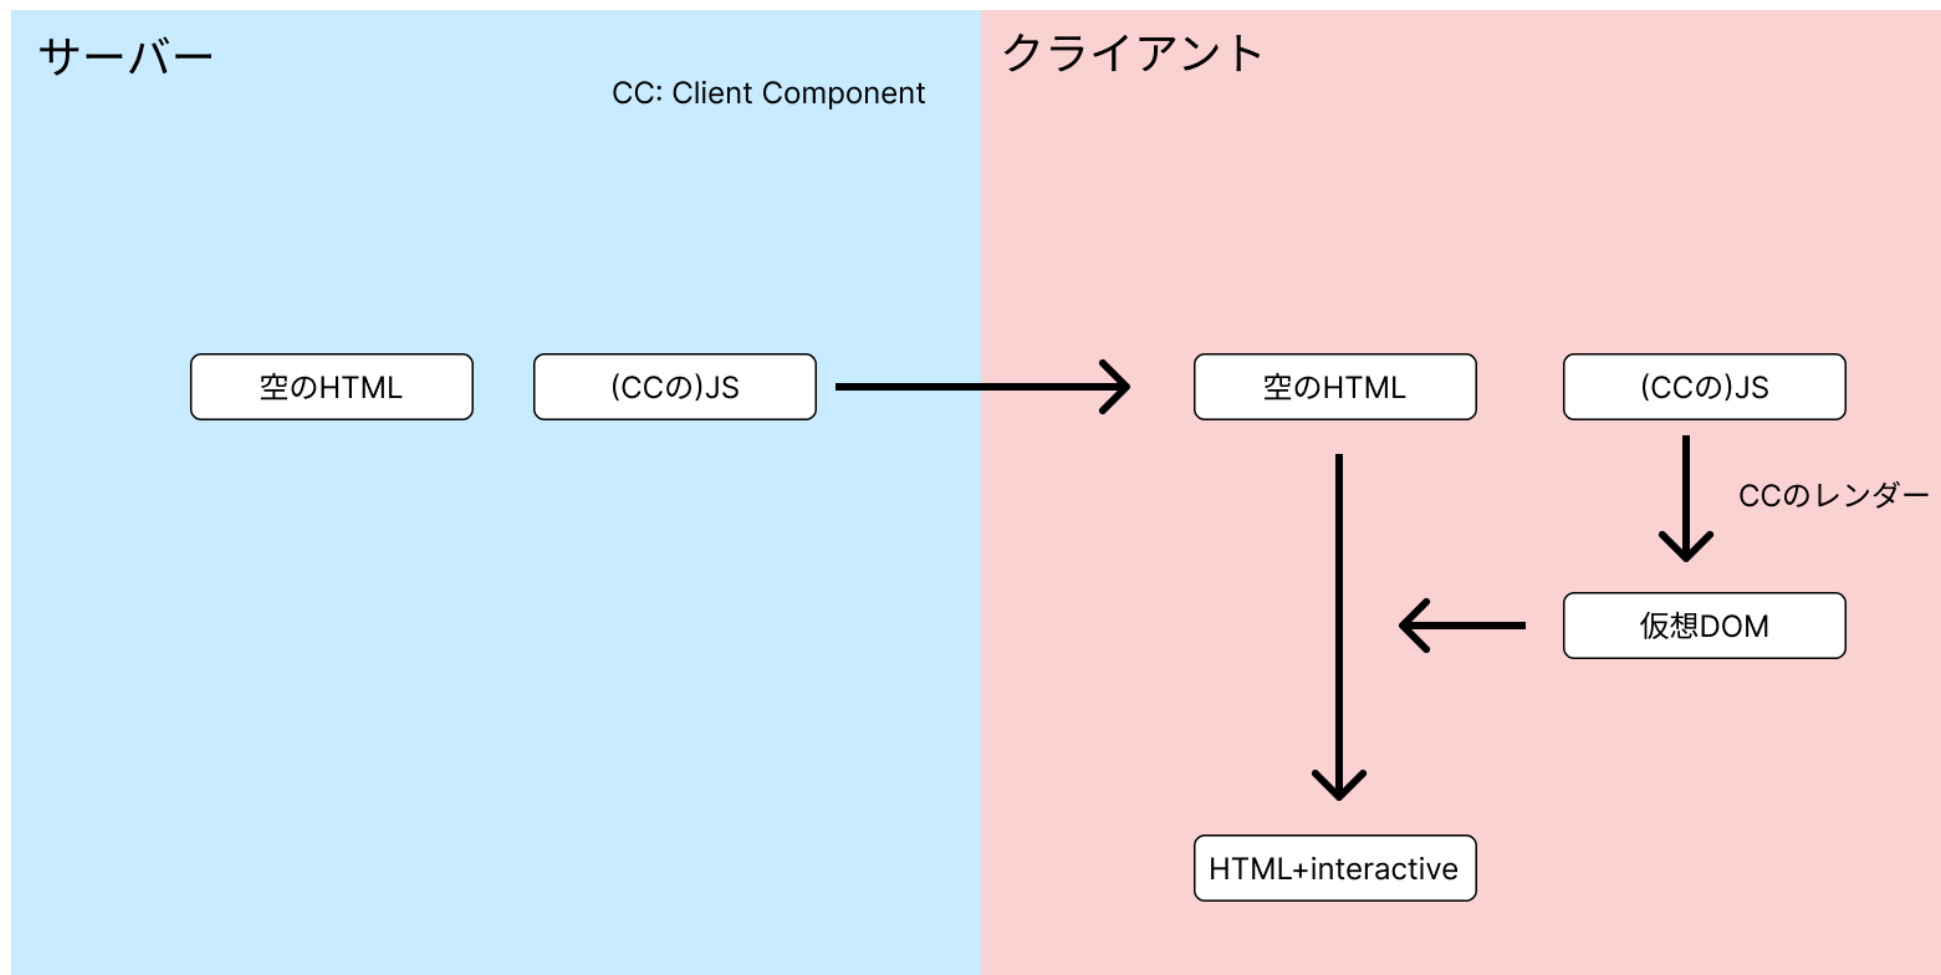 サーバー
CC: Client Component
クライアント
空のHTML
(CCの)JS
空のHTML
(CCの)JS
CCのレンダー
仮想DOM
HTML+interactive